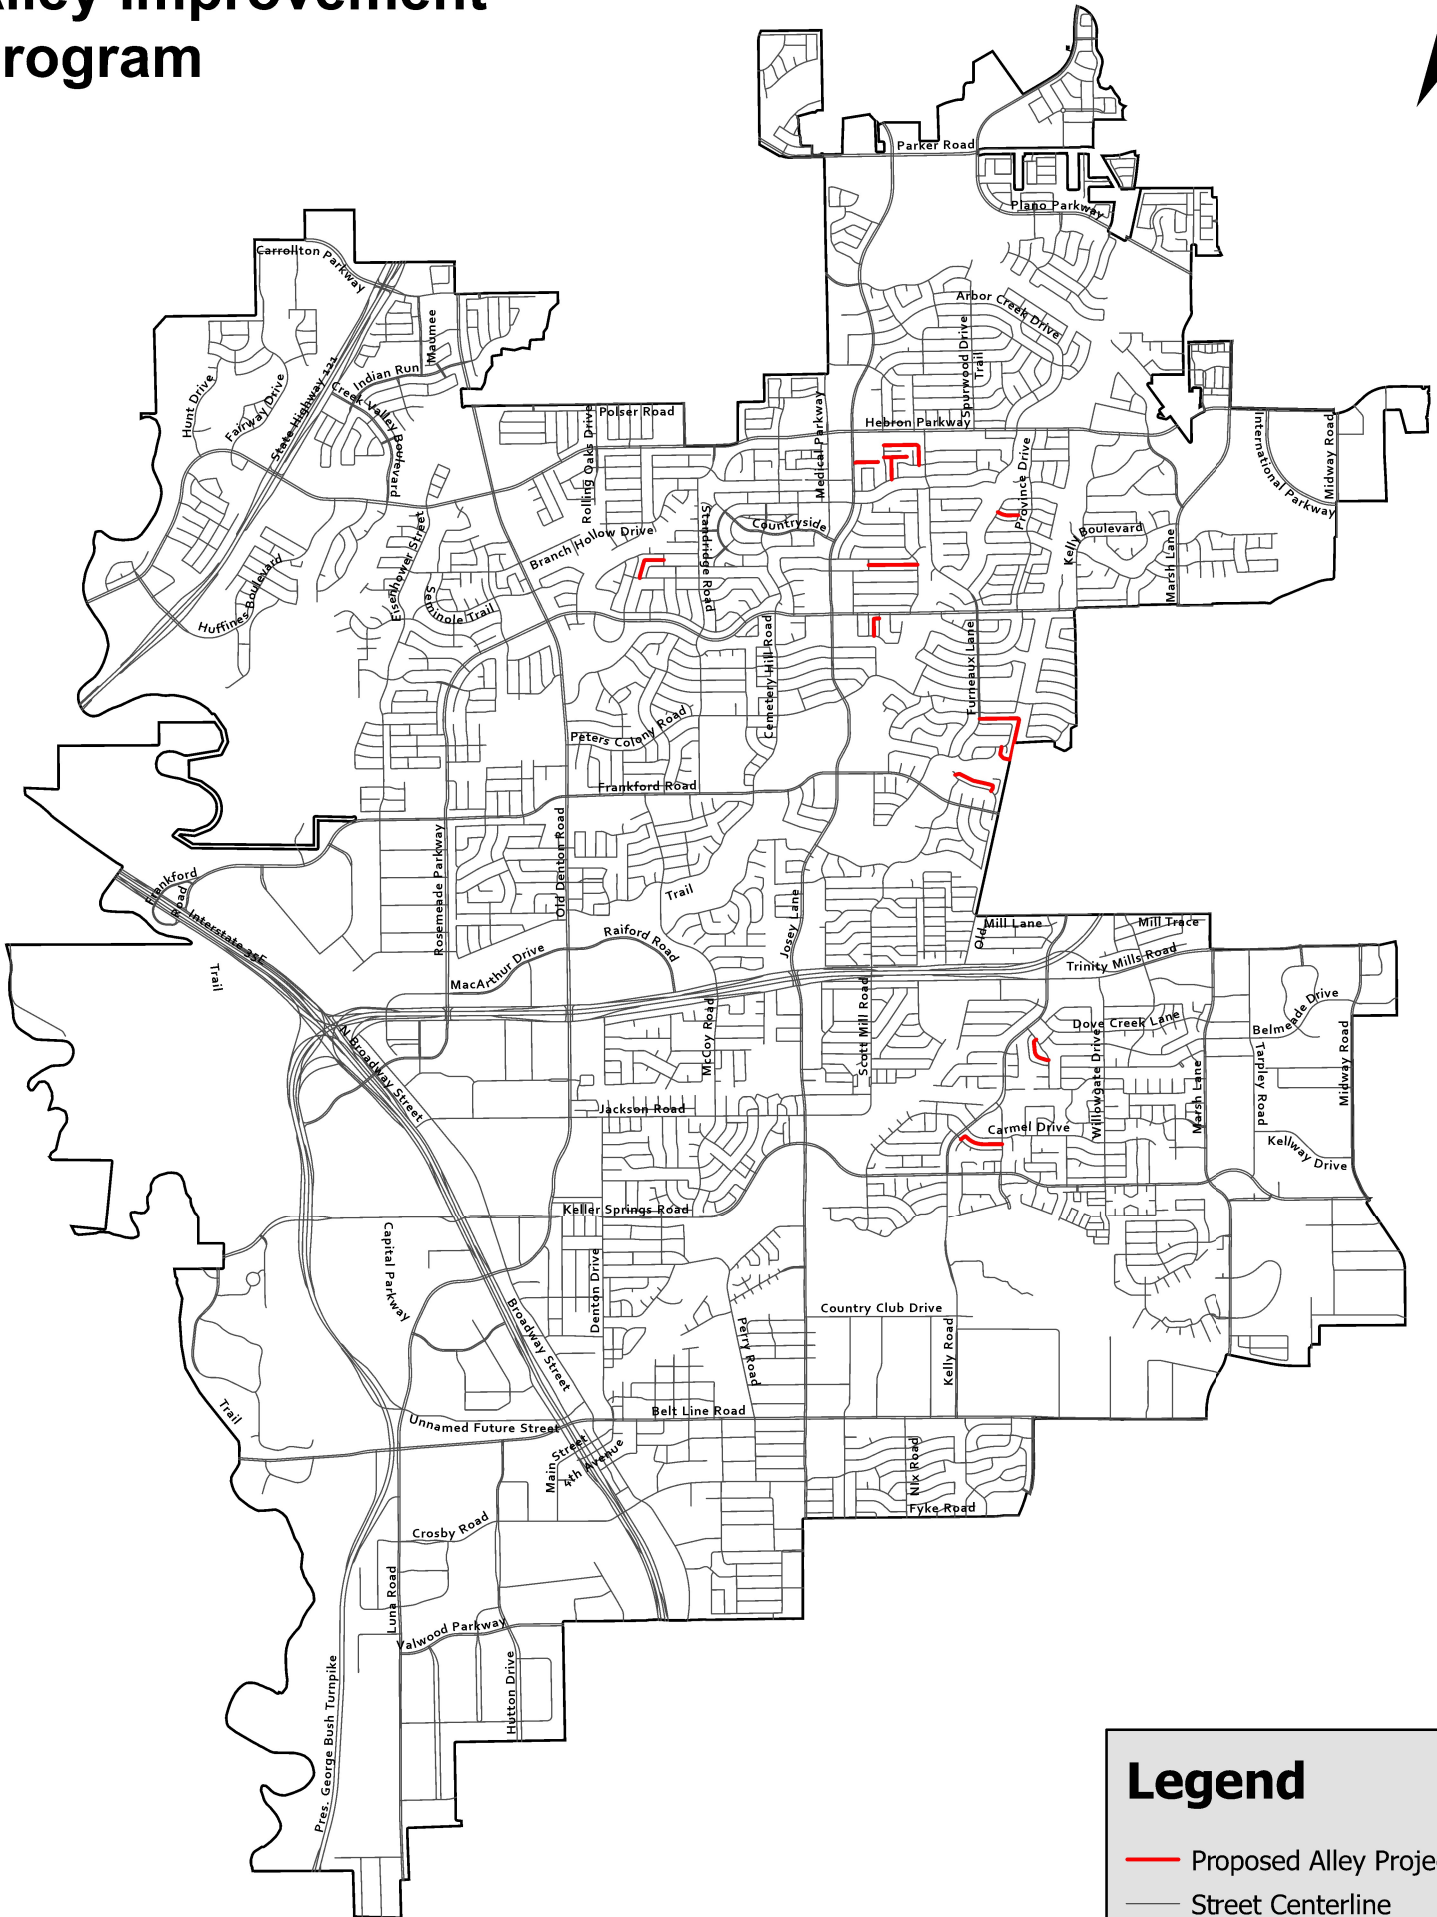 Alley Improvement
Program
Parker Road
Plano Parkway
Carrollton Parkway
Arbor Creek Drive
Maumee
Spurwood Drive
Trail
State Highway 121
Indian Run
Creek Valley Boulevard
Hunt Drive
Fairway Drive
Polser Road
Rolling Oaks Drive
Medical Parkway
Hebron Parkway
International Parkway
Midway Road
Province Drive
Standridge Road
Countryside
Kelly Boulevard
Marsh Lane
Branch Hollow Drive
Eisenhower Street
Seminole Trail
Huffines Boulevard
Cemetery Hill Road
Furneaux Lane
Peters Colony Road
Frankford Road
Rosemeade Parkway
Old Denton Road
Trail
Josey Lane
Frankford Road
Interstate 35E
Trail
Raiford Road
MacArthur Drive
Old
Mill Lane
Mill Trace
Trinity Mills Road
Scott Mill Road
McCoy Road
Dove Creek Lane
Belmeade Drive
N Broadway Street
Willowgate Drive
Marsh Lane
Tarpley Road
Midway Road
Jackson Road
Carmel Drive
Kellway Drive
Keller Springs Road
Capital Parkway
Denton Drive
Broadway Street
Country Club Drive
Perry Road
Kelly Road
Trail
Belt Line Road
Unnamed Future Street
Main Street
4th Avenue
Nix Road
Fyke Road
Crosby Road
Luna Road
Valwood Parkway
Hutton Drive
Pres. George Bush Turnpike
Legend
Proposed Alley Proje
Street Centerline